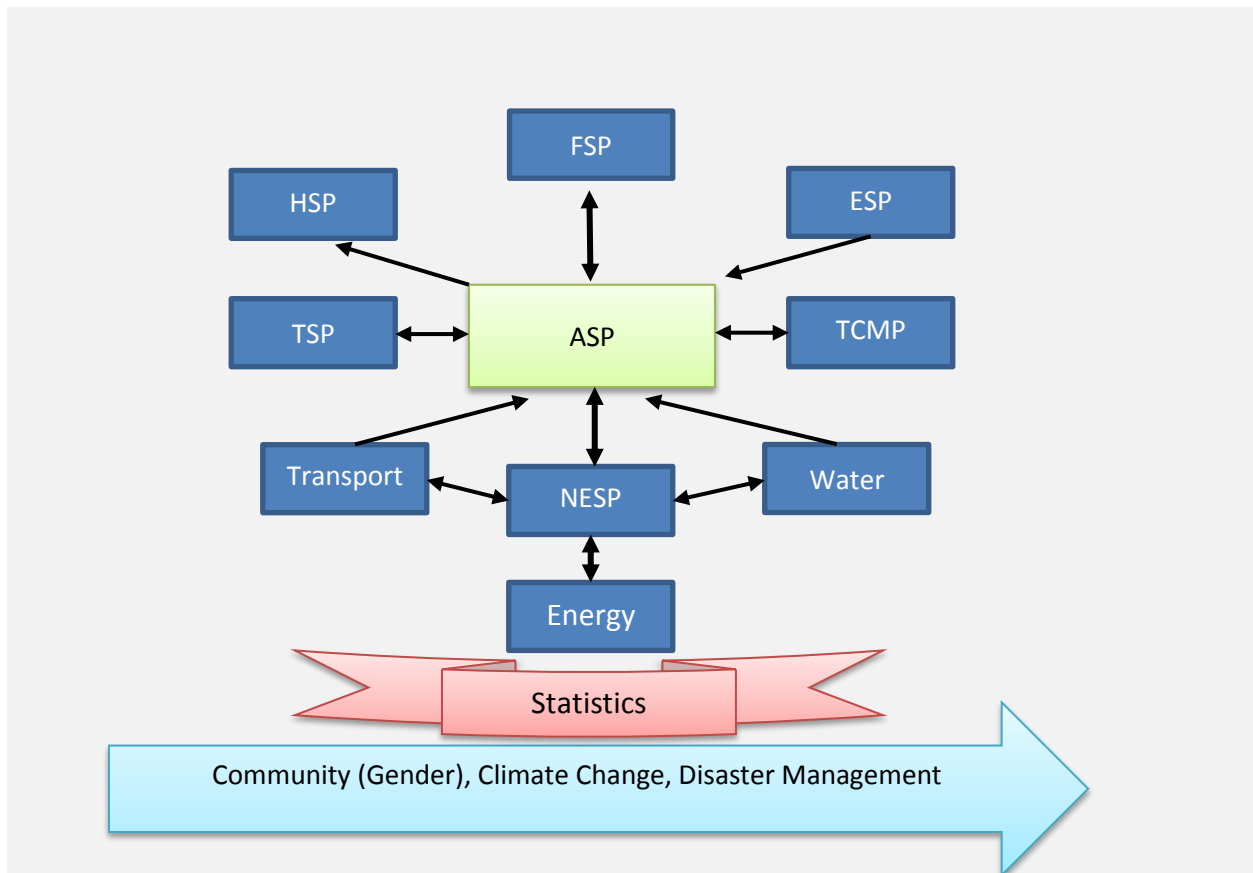 FSP
HSP
ESP
TSP
ASP
TCMP
Transport
NESP
Water
Energy
Statistics
Community (Gender), Climate Change, Disaster Management